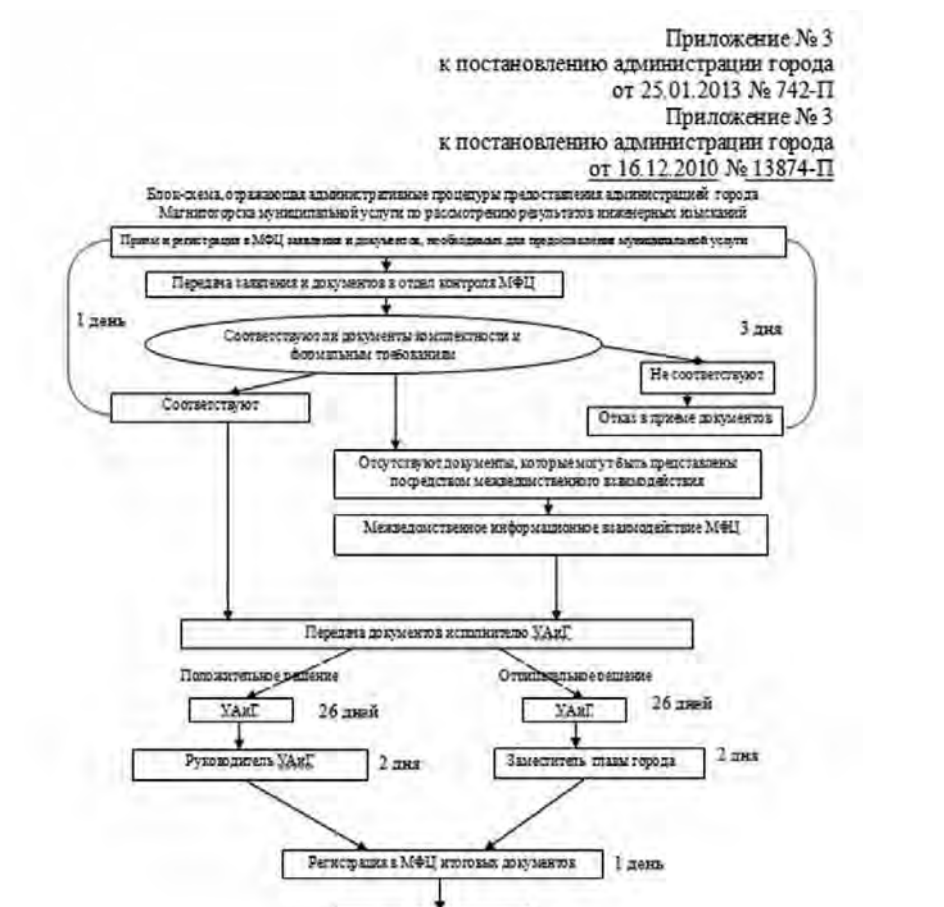 Приложение № 3
к постановлению администрации города
от 25.01.2013 № 742-П
Приложение № 3
к постановлению администрации города
от 16.12.2010 № 13874-П
Блок-схема, отражающая административные процедуры предоставления администрацией города
Магнитогорска муниципальной услуги по рассмотрению результатов инженерных изысканий
Прием и регистрация в МФЦ заявления и документов, необходимых для предоставления муниципальной услуги
Передача заявления и документов в отдел контроля МФЦ
1 день
3 дня
Соответствуют ли документы комплектности и
формальным требованиям
Не соответствуют
Соответствуют
Отказ в приеме документов
Отсутствуют документы, которые могут быть представлены
посредством межведомственного взаимодействия
Межведомственное информационное взаимодействие МФЦ
Передача документов исполнителю УАиГ
Положительное решение
Отрицательное решение
УАиГ
26 дней
УАиГ
26 дней
Руководитель УАиГ
2 дня
Заместитель главы города
2 дня
Регистрация в МФЦ итоговых документов
1 день